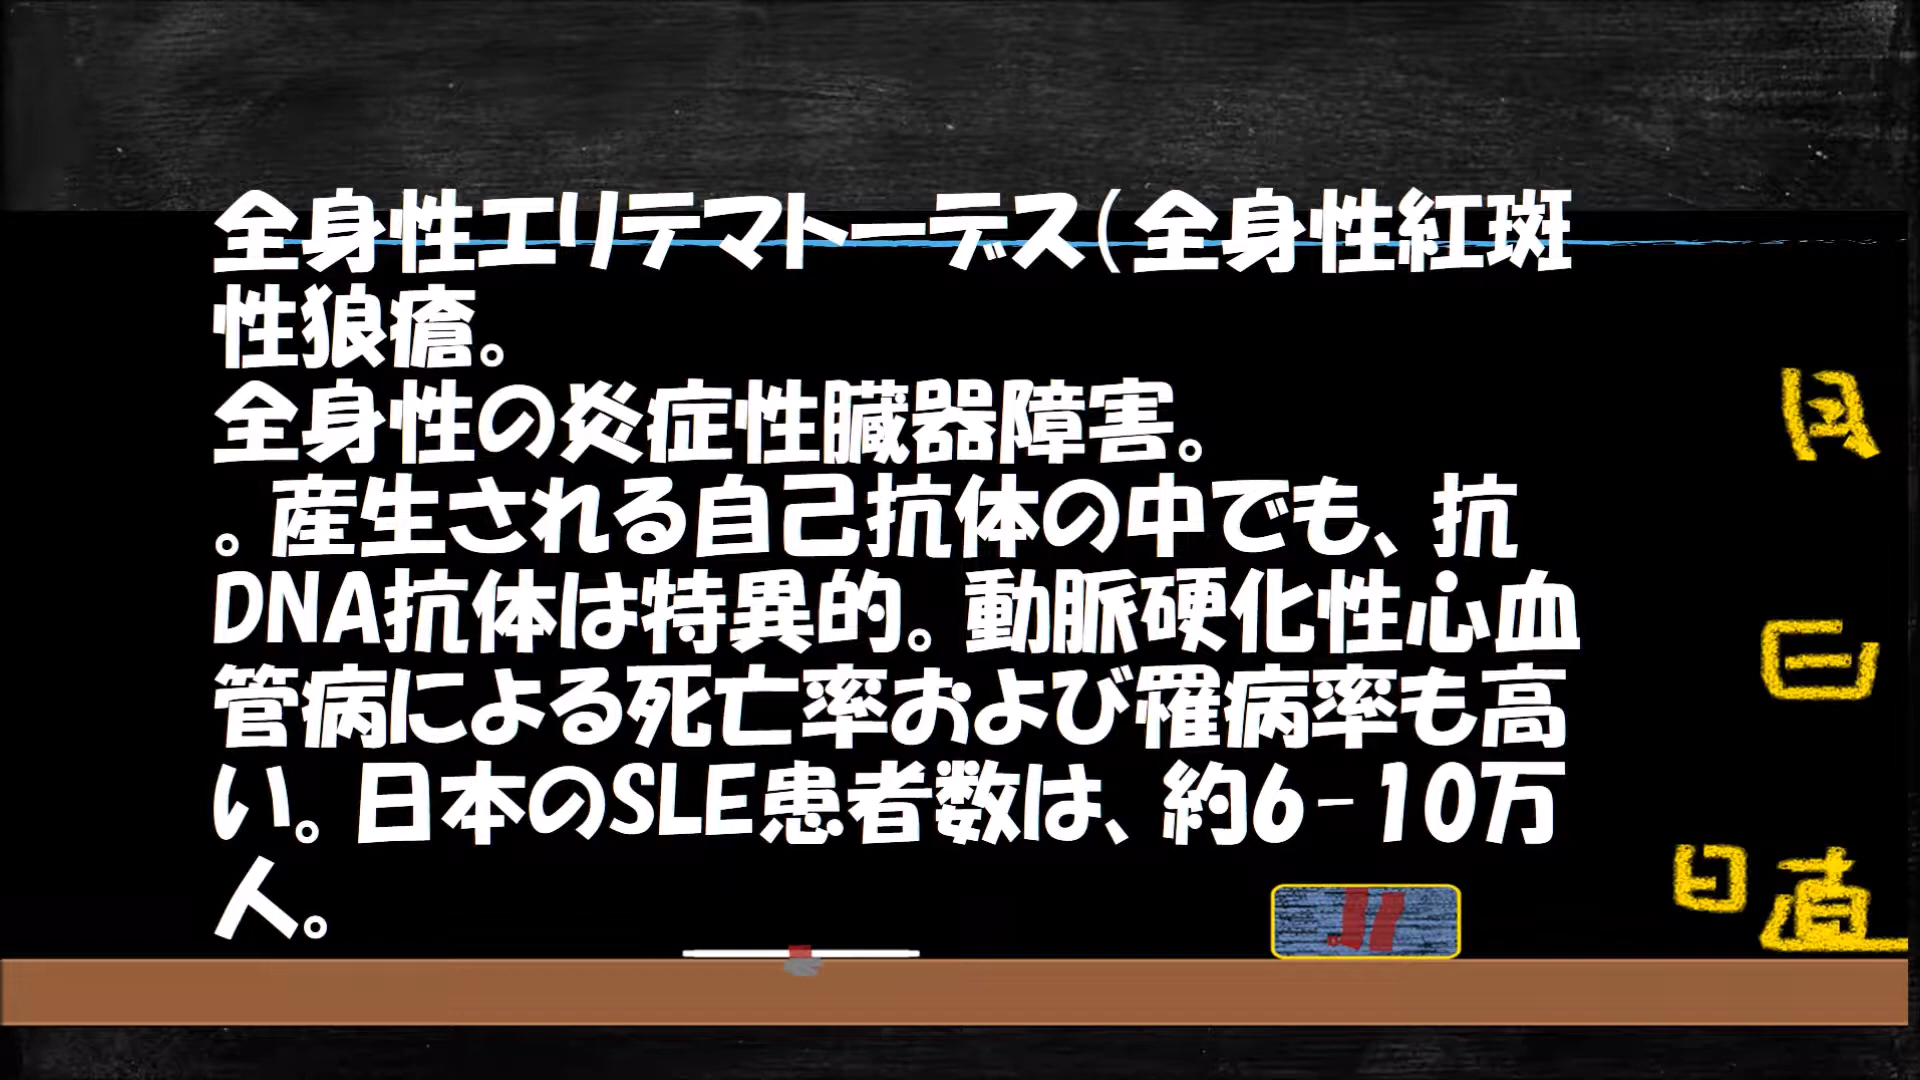 全身性エリテマトーデス(全身性紅斑
性狼瘡。
全身性の炎症性臓器障害。
。産生される自己抗体の中でも、抗
DNA抗体は特異的。動脈硬化性心血
管病による死亡率および罹病率も高
い。日本のSLE患者数は、約6-10万
人。
月
日
日直